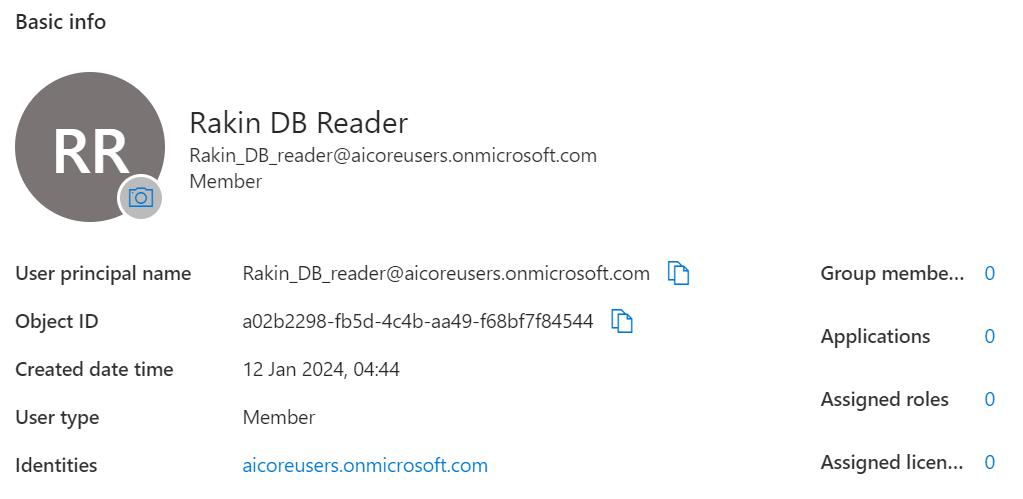 Basic info
RR
Rakin DB Reader
Rakin_DB_reader@aicoreusers.onmicrosoft.com
Member
User principal name Rakin_DB_reader@aicoreusers.onmicrosoft.com Group membe... 0
Object ID a02b2298-fb5d-4c4b-aa49-f68bf7f84544 Applications 0
Created date time 12 Jan 2024, 04:44
User type Member Assigned roles 0
Identities aicoreusers.onmicrosoft.com Assigned licen... 0